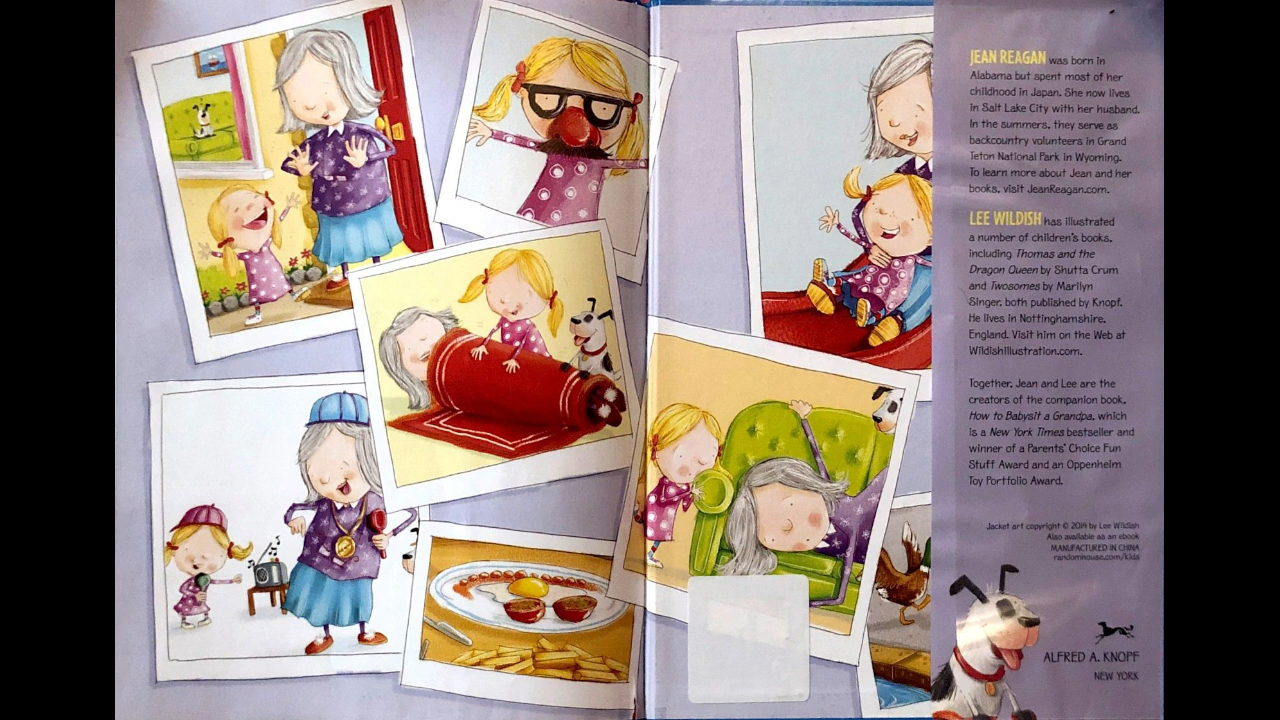 JEAN REAGAN was born in
Alabama but spent most of her
childhood in Japan. She now lives
in Salt Lake City with her husband.
In the summers, they serve as
backcountry volunteers in Grand
Teton National Park in Wyoming.
To learn more about Jean and her
books, visit JeanReagan.com.
LEE WILDISH has illustrated
a number of children's books,
including Thomas and the
Dragon Queen by Shutta Crum
and Twosomes by Marilyn
Singer, both published by Knopf.
He lives in Nottinghamshire,
England. Visit him on the Web at
Wildishillustration.com.
Together, Jean and Lee are the
creators of the companion book,
How to Babysit a Grandpa, which
is a New York Times bestseller and
winner of a Parents' Choice Fun
Stuff Award and an Oppenheim
Toy Portfolio Award.
Jacket art copyright © 2014 by Lee Wildish
Also available as an ebook
MANUFACTURED IN CHINA
randomhouse.com/kids
ALFRED A. KNOPF
NEW YORK